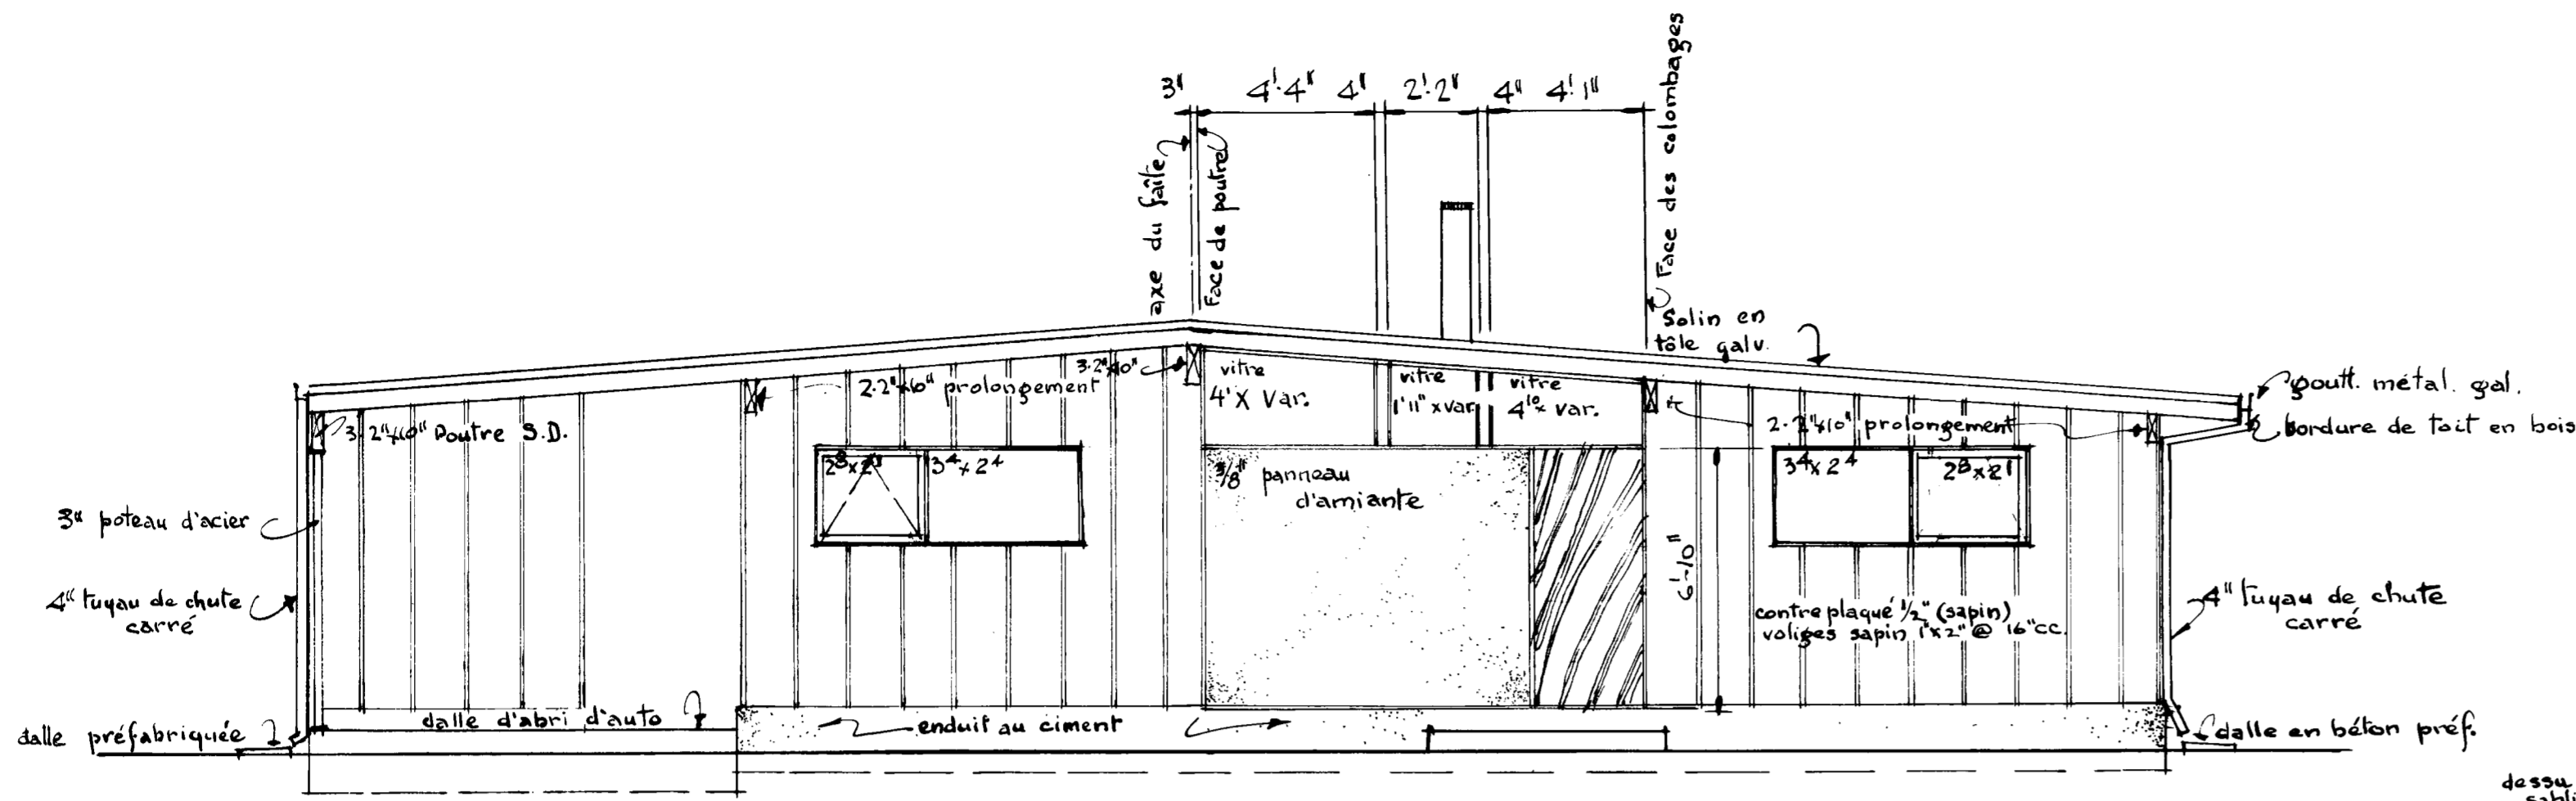 3" 4'-4" 4" 2'-2" 4" 4'-1"
axe du faîte
Face de poutre
Face des colombages
Solin en
tôle galv.
goutt. métal. gal.
bordure de toit en bois
3-2"x10" Poutre S.D.
2-2"x10" prolongement
3-2"x10"
vitre
4' X Var.
vitre
1'11" x var.
vitre
4'10 x var.
2-2"x10" prolongement
3⁴ x 2⁴
3⁴ x 2⁴
2⁸ x 2¹
3/8" panneau
d'amiante
6'-10"
3" poteau d'acier
4" tuyau de chute
carré
contre plaqué 1/2" (sapin)
voliges sapin 1"x2" @ 16"cc.
4" tuyau de chute
carré
dalle préfabriquée
dalle d'abri d'auto
enduit au ciment
dalle en béton préf.
dessu
sabli